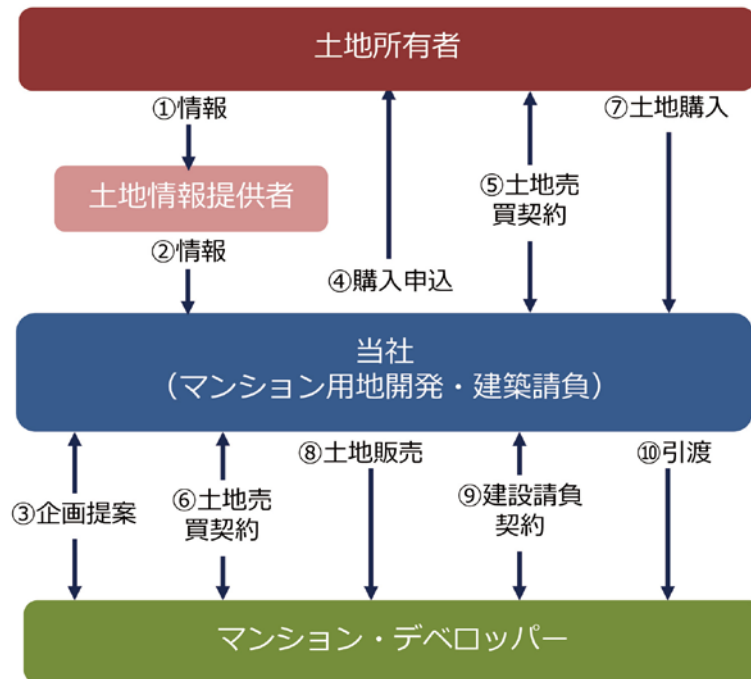 土地所有者
①情報
⑦土地購入
土地情報提供者
⑤土地売
買契約
②情報
④購入申込
当社
（マンション用地開発・建築請負）
⑧土地販売
⑩引渡
③企画提案
⑥土地売
買契約
⑨建設請負
契約
マンション・デベロッパー